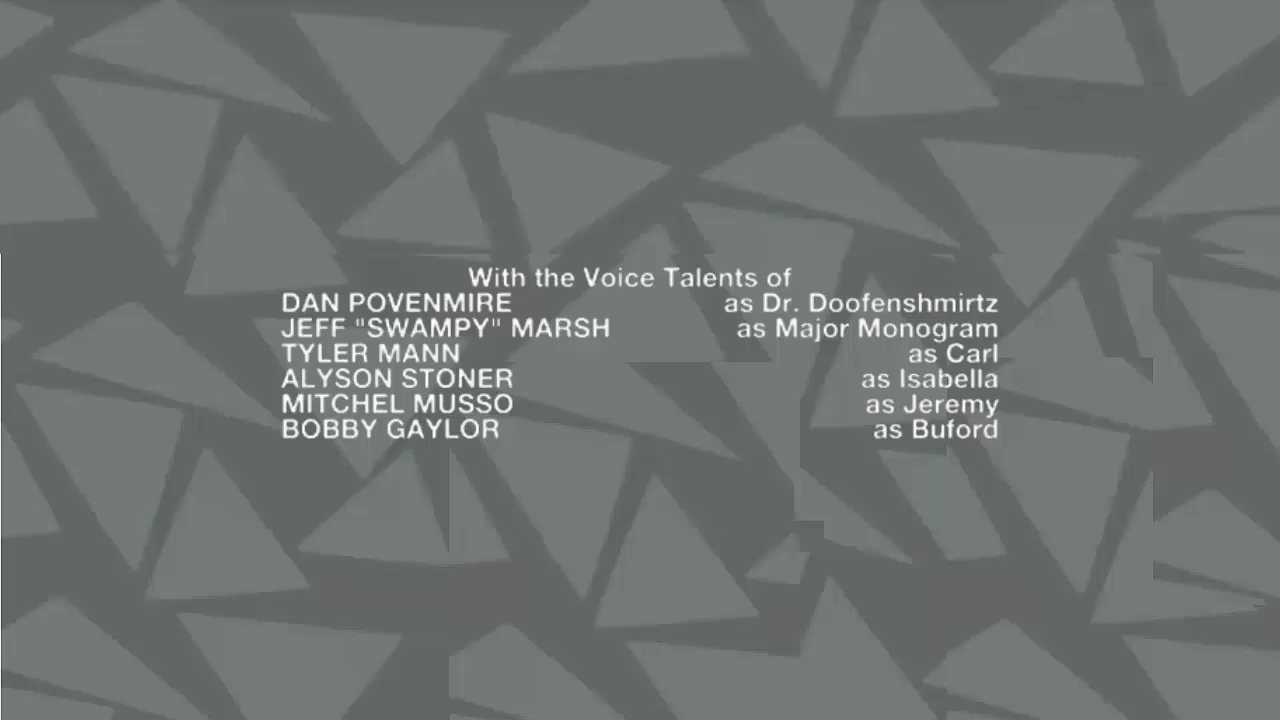 With the Voice Talents of
DAN POVENMIRE as Dr. Doofenshmirtz
JEFF "SWAMPY" MARSH as Major Monogram
TYLER MANN as Carl
ALYSON STONER as Isabella
MITCHEL MUSSO as Jeremy
BOBBY GAYLOR as Buford